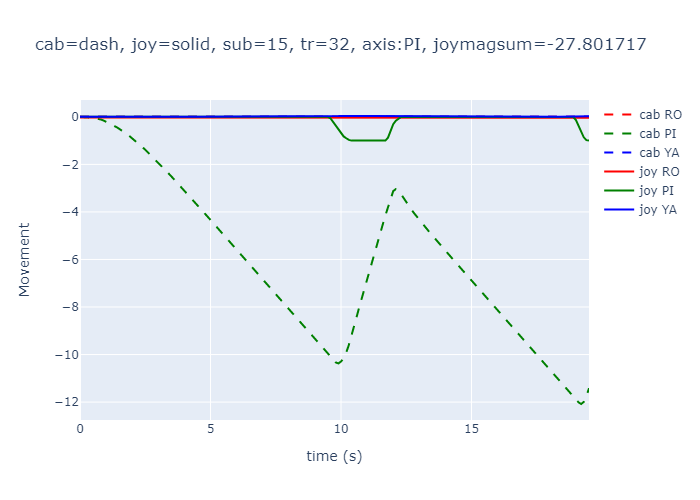 cab=dash, joy=solid, sub=15, tr=32, axis:PI, joymagsum=-27.801717
0
−2
−4
−6
−8
−10
−12
Movement
0
5
10
15
time (s)
cab RO
cab PI
cab YA
joy RO
joy PI
joy YA